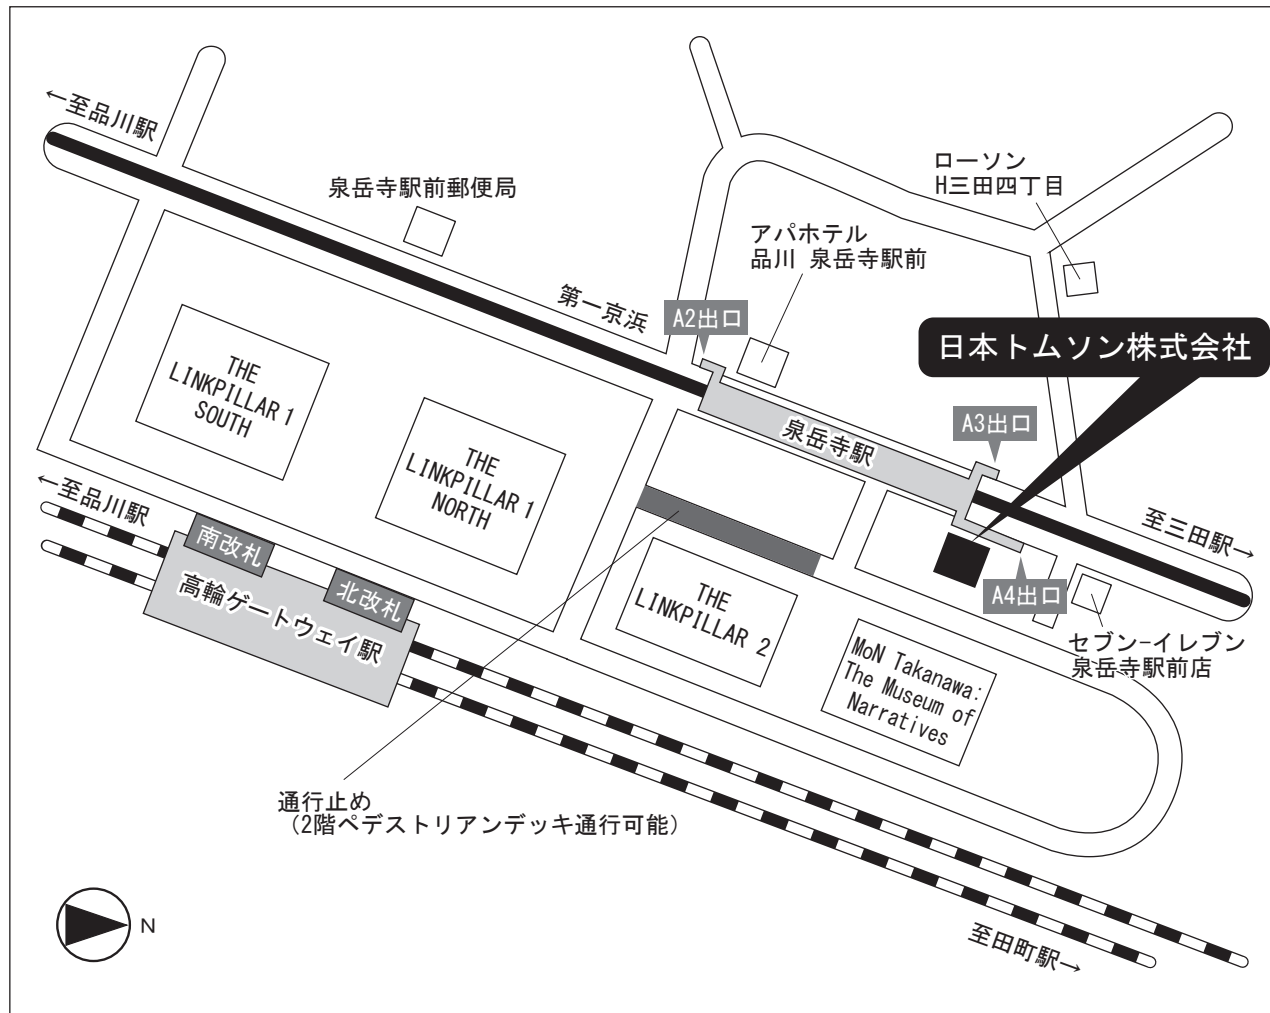 ←至品川駅
泉岳寺駅前郵便局
ローソン
H三田四丁目
アパホテル
品川 泉岳寺駅前
第一京浜
A2出口
日本トムソン株式会社
THE
LINKPILLAR 1
SOUTH
A3出口
泉岳寺駅
THE
LINKPILLAR 1
NORTH
←至品川駅
至三田駅→
南改札
北改札
高輪ゲートウェイ駅
THE
LINKPILLAR 2
A4出口
セブン-イレブン
泉岳寺駅前店
MoN Takanawa:
The Museum of
Narratives
通行止め
(2階ペデストリアンデッキ通行可能)
N
至田町駅→